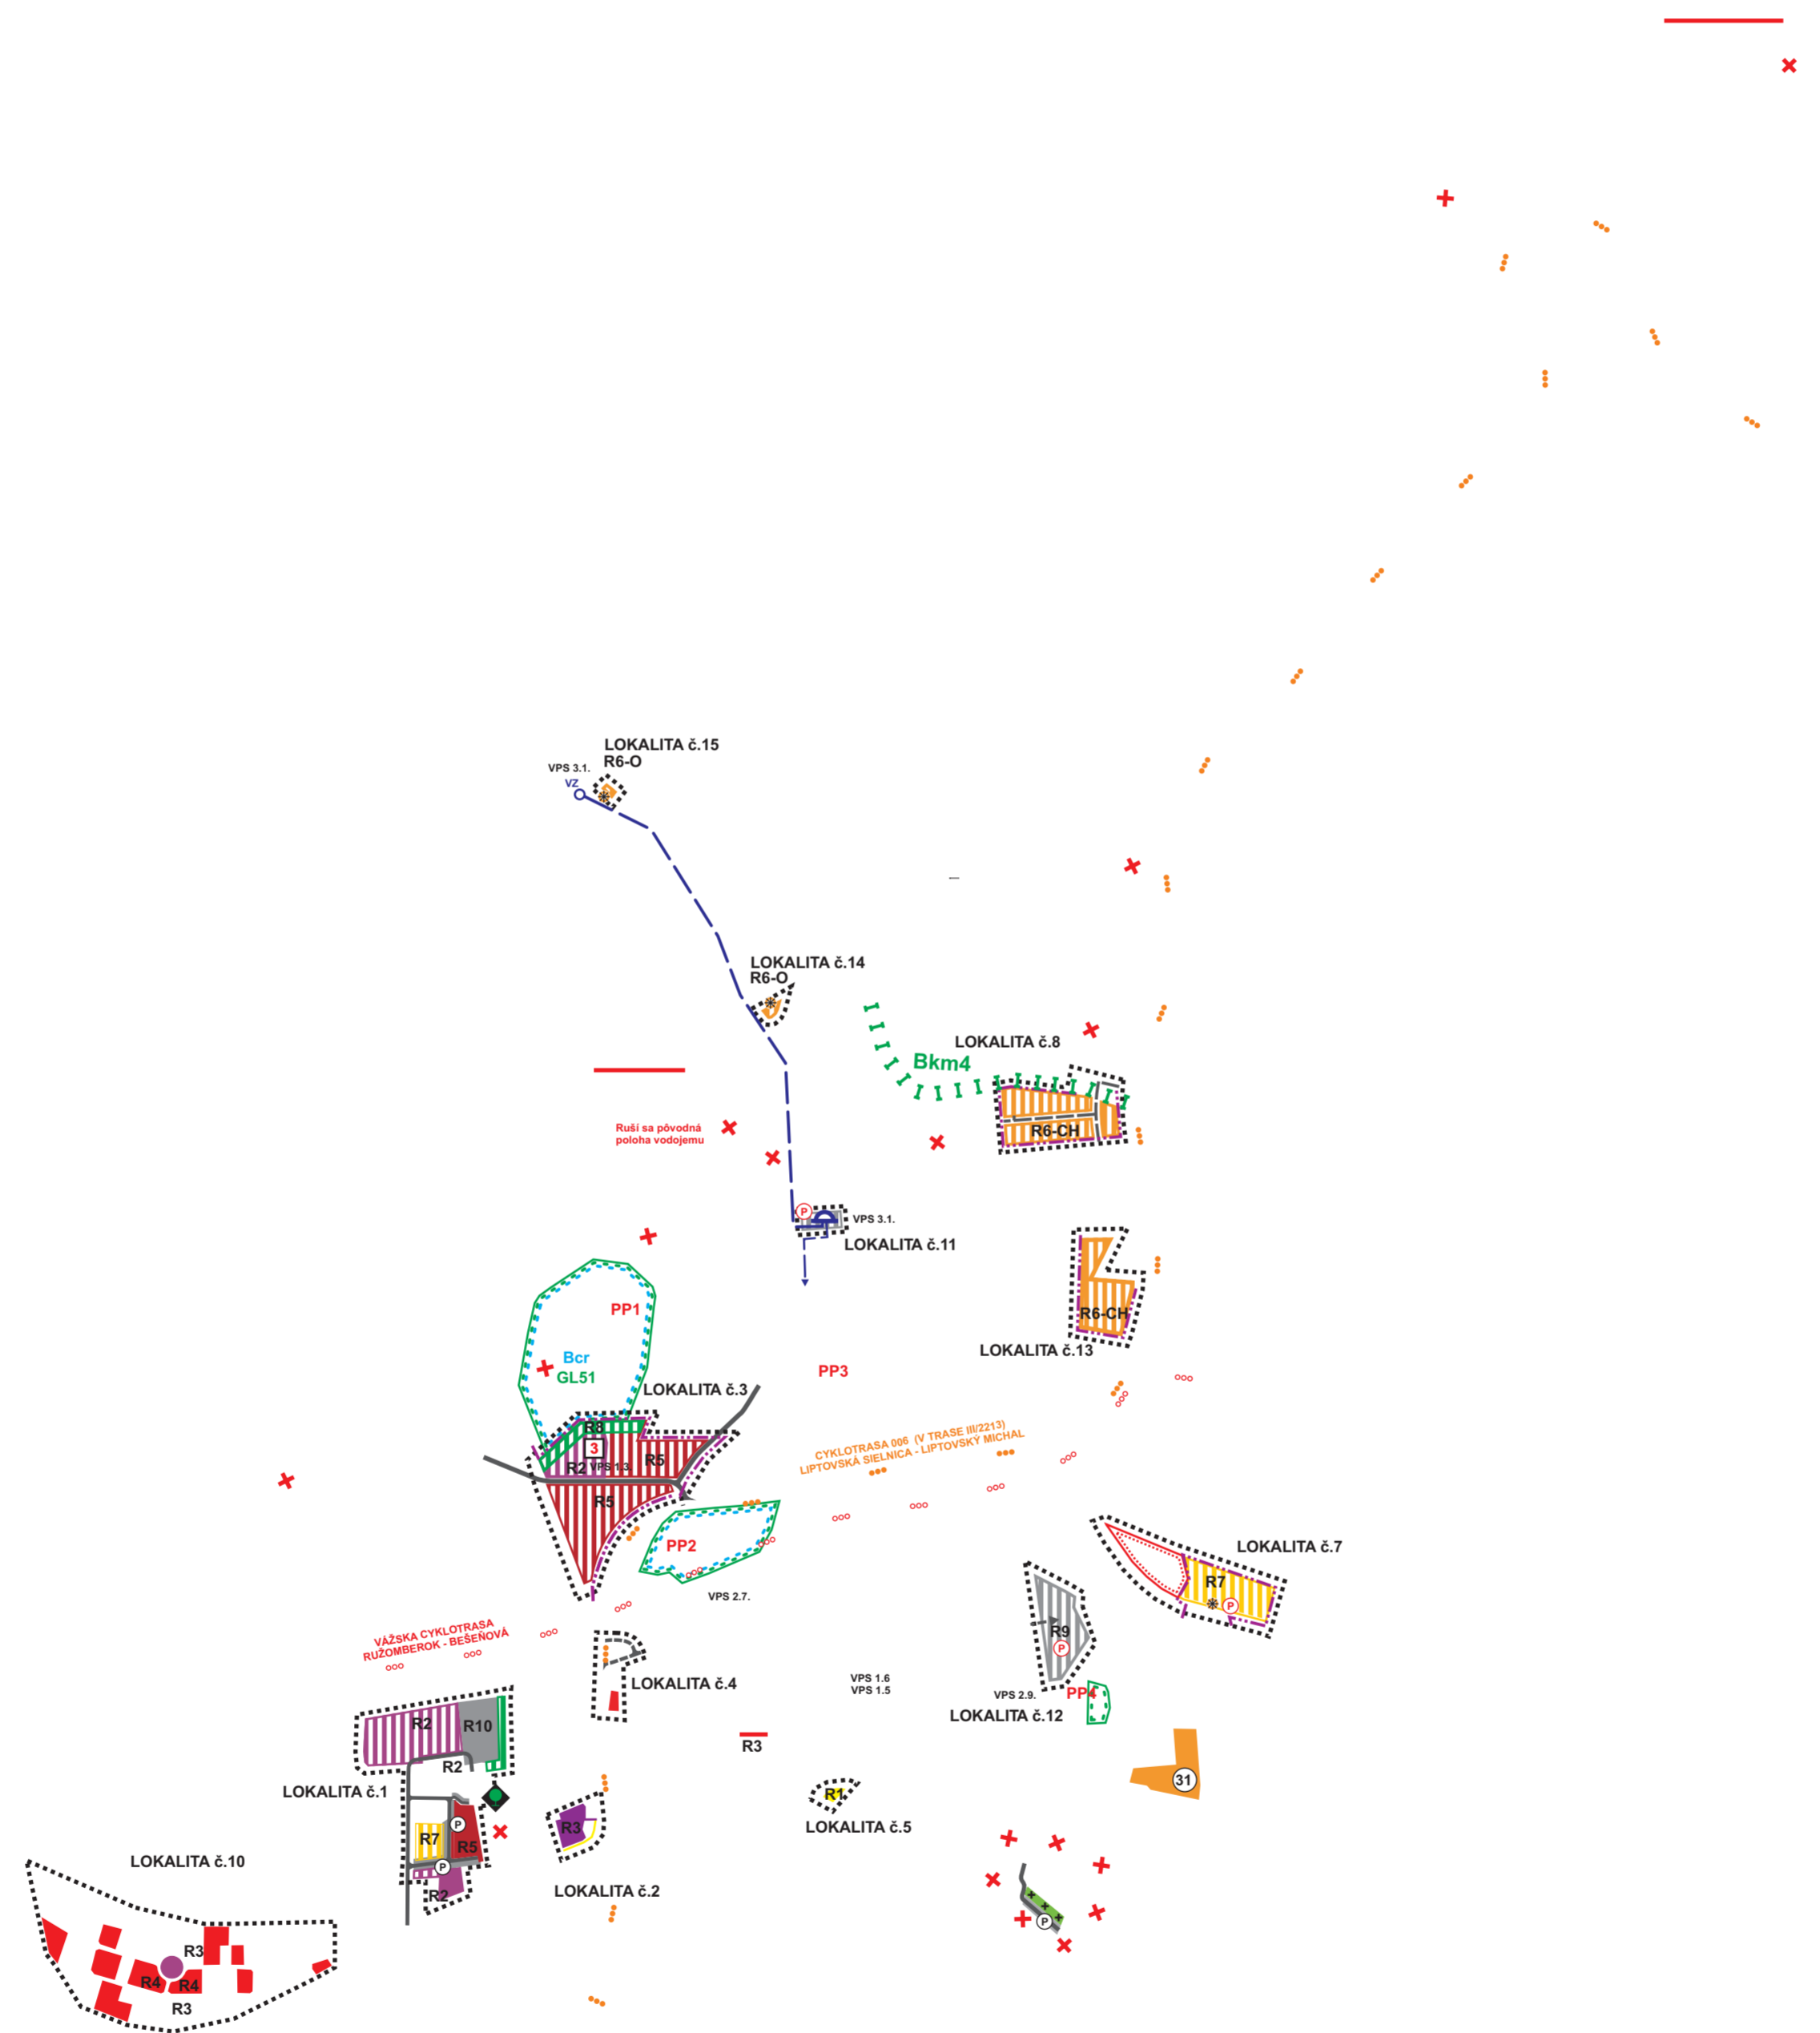 LOKALITA č.15
R6-O
VPS 3.1.
VZ
LOKALITA č.14
R6-O
LOKALITA č.8
Bkm4
R6-CH
Ruší sa pôvodná
poloha vodojemu
P
VPS 3.1.
LOKALITA č.11
PP1
R6-CH
LOKALITA č.13
Bcr
GL51
PP3
LOKALITA č.3
R8
3
R5
R2
VPS 1.3.
R5
CYKLOTRASA 006 (V TRASE III/2213)
LIPTOVSKÁ SIELNICA - LIPTOVSKÝ MICHAL
PP2
LOKALITA č.7
R7
P
VPS 2.7.
R9
P
VÁŽSKA CYKLOTRASA
RUŽOMBEROK - BEŠEŇOVÁ
LOKALITA č.4
VPS 1.6
VPS 1.5
VPS 2.9.
PP4
LOKALITA č.12
R2
R10
R3
R2
LOKALITA č.1
31
R1
LOKALITA č.5
P
R7
R5
R3
P
R2
LOKALITA č.2
LOKALITA č.10
P
R3
R4
R4
R3